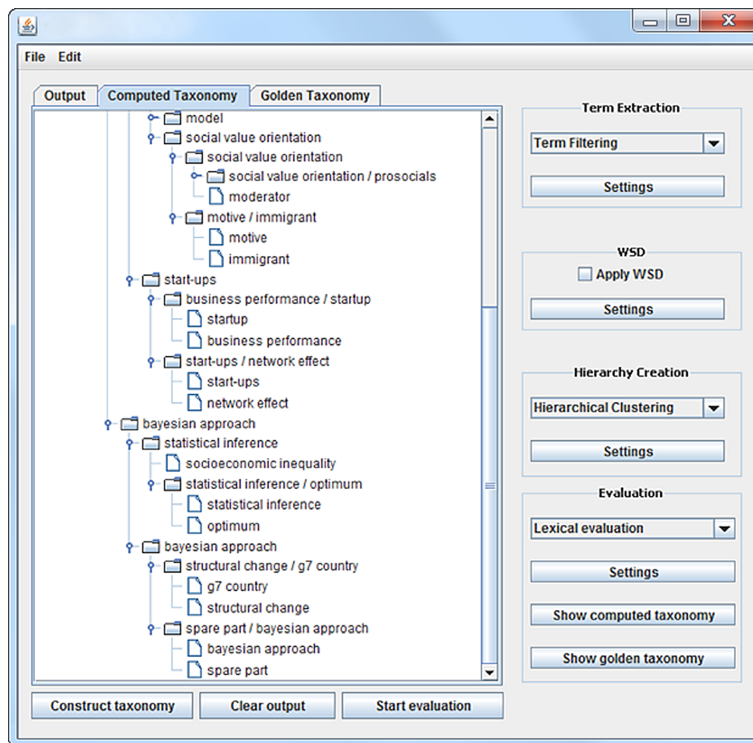 File Edit
Output Computed Taxonomy Golden Taxonomy
model
social value orientation
social value orientation
social value orientation / prosocials
moderator
motive / immigrant
motive
immigrant
start-ups
business performance / startup
startup
business performance
start-ups / network effect
start-ups
network effect
bayesian approach
statistical inference
socioeconomic inequality
statistical inference / optimum
statistical inference
optimum
bayesian approach
structural change / g7 country
g7 country
structural change
spare part / bayesian approach
bayesian approach
spare part
Construct taxonomy Clear output Start evaluation
Term Extraction
Term Filtering
Settings
WSD
Apply WSD
Settings
Hierarchy Creation
Hierarchical Clustering
Settings
Evaluation
Lexical evaluation
Settings
Show computed taxonomy
Show golden taxonomy